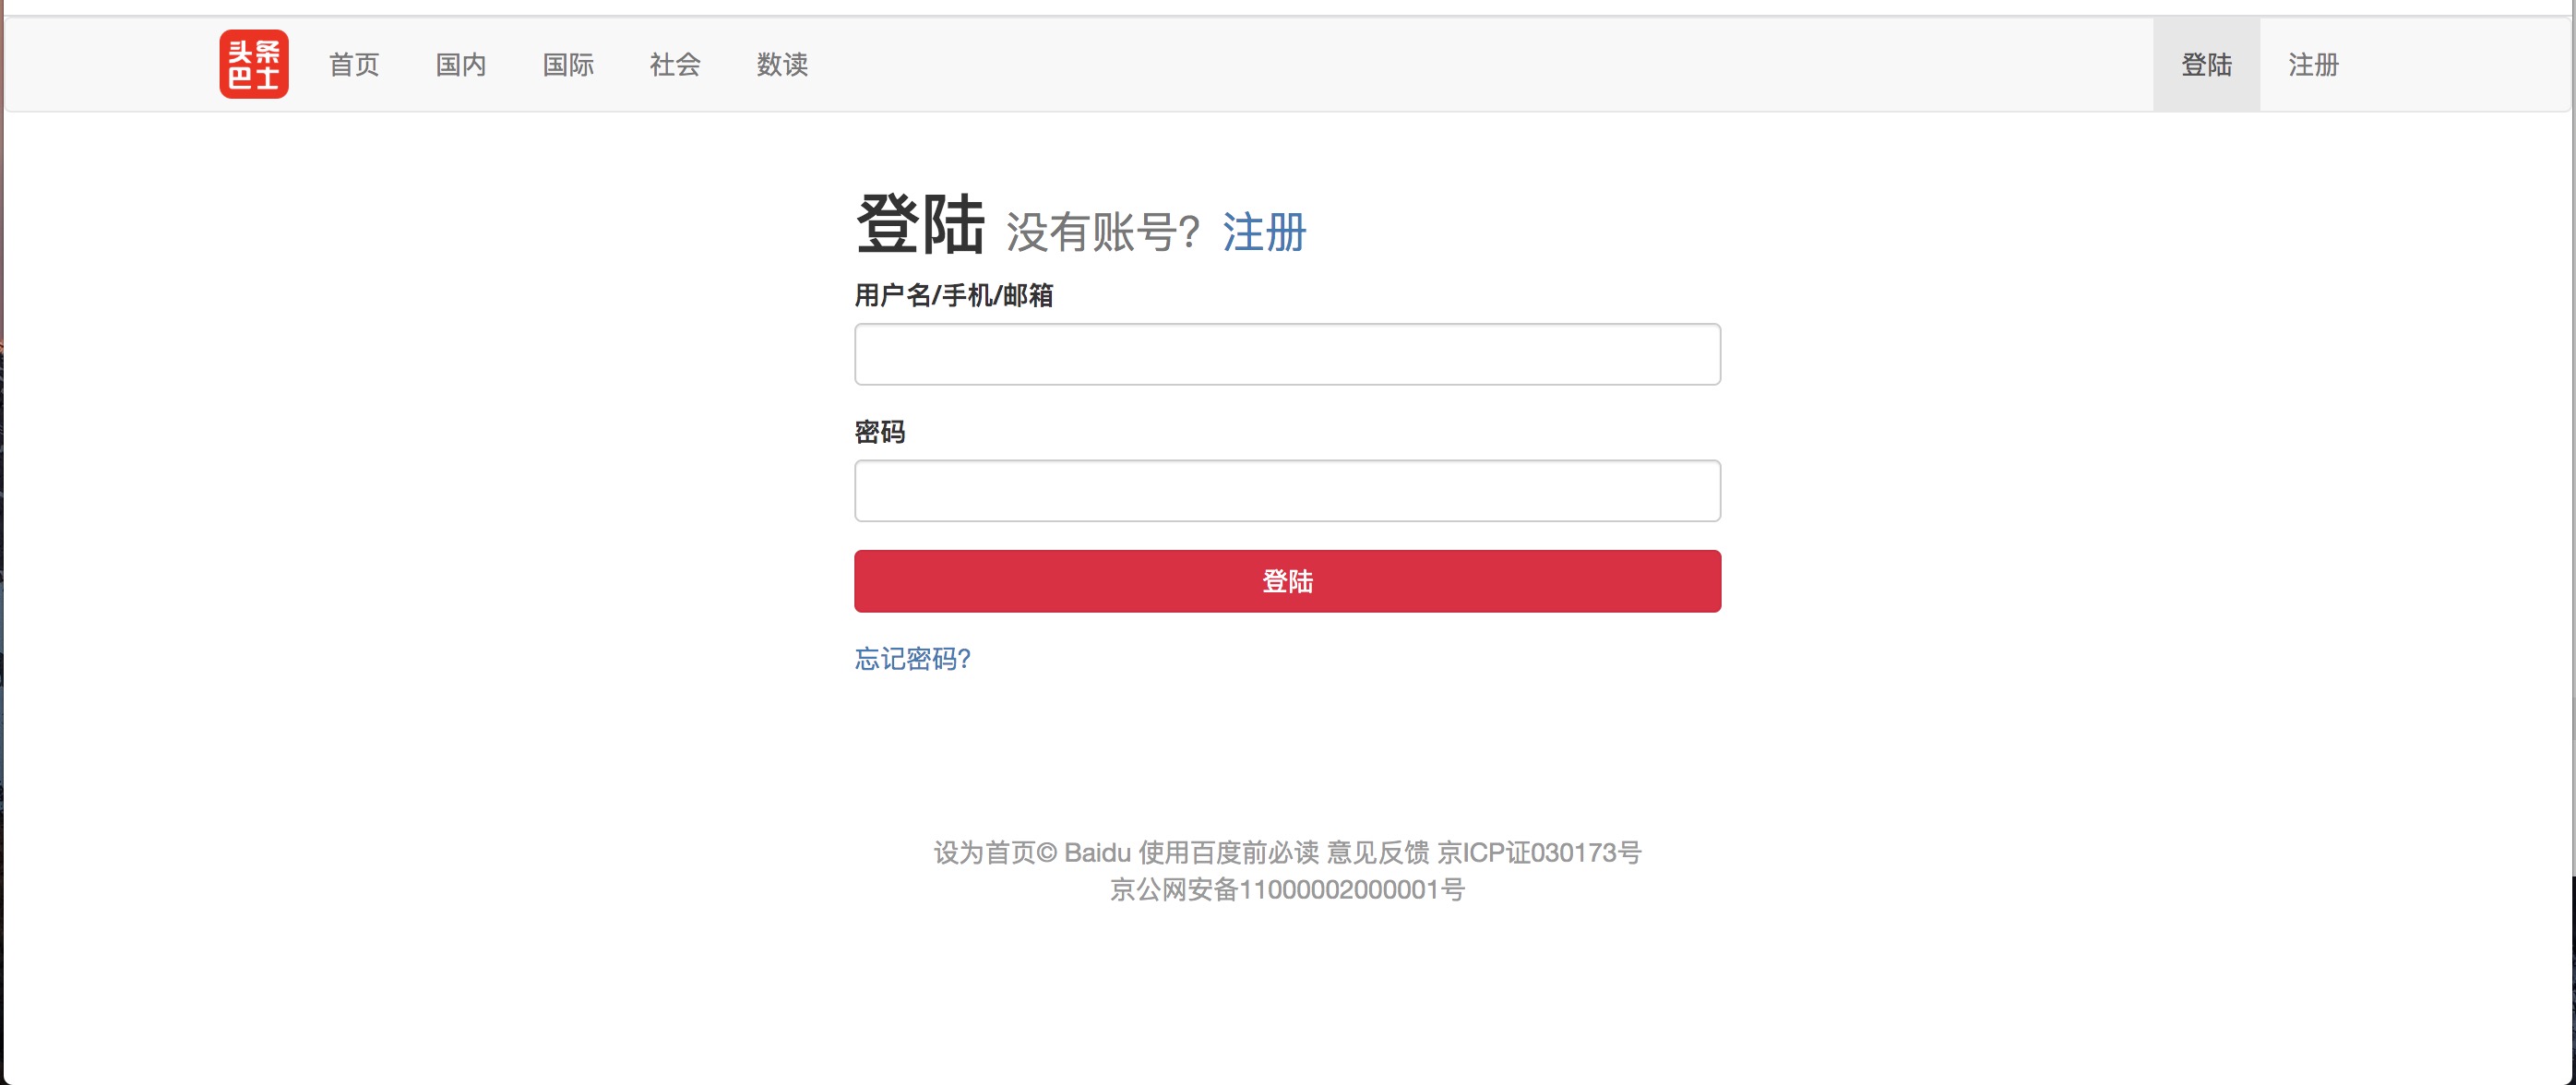 头条
巴士
首页 国内 国际 社会 数读 登陆 注册
登陆 没有账号? 注册
用户名/手机/邮箱
密码
登陆
忘记密码?
设为首页© Baidu 使用百度前必读 意见反馈 京ICP证030173号
京公网安备11000002000001号